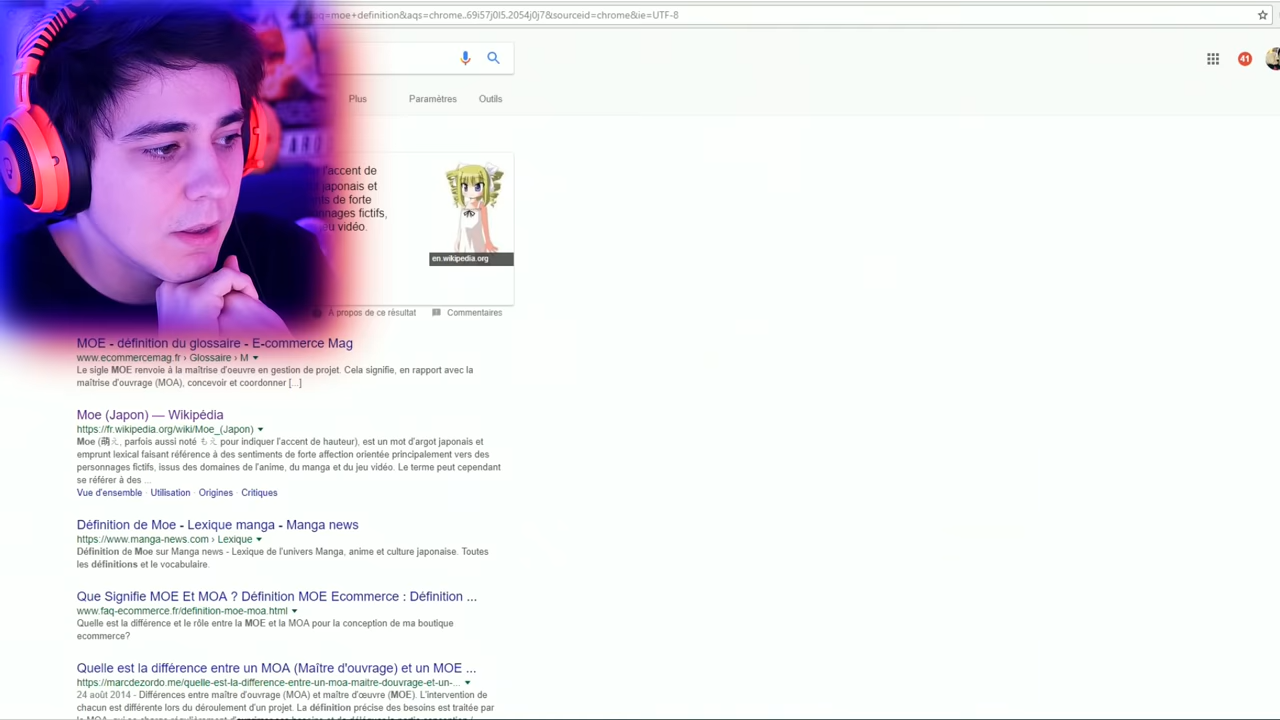 =moe+definition&aqs=chrome..69i57j0l5.2054j0j7&sourceid=chrome&ie=UTF-8
41
Plus Paramètres Outils
l'accent de
japonais et
de forte
fictifs,
jeu vidéo.
en.wikipedia.org
À propos de ce résultat Commentaires
MOE - définition du glossaire - E-commerce Mag
www.ecommercemag.fr › Glossaire › M
Le sigle MOE renvoie à la maîtrise d'oeuvre en gestion de projet. Cela signifie, en rapport avec la
maîtrise d'ouvrage (MOA), concevoir et coordonner [...]
Moe (Japon) — Wikipédia
https://fr.wikipedia.org/wiki/Moe_(Japon)
Moe (萌え, parfois aussi noté もえ pour indiquer l'accent de hauteur), est un mot d'argot japonais et
emprunt lexical faisant référence à des sentiments de forte affection orientée principalement vers des
personnages fictifs, issus des domaines de l'anime, du manga et du jeu vidéo. Le terme peut cependant
se référer à des ...
Vue d'ensemble · Utilisation · Origines · Critiques
Définition de Moe - Lexique manga - Manga news
https://www.manga-news.com › Lexique
Définition de Moe sur Manga news - Lexique de l'univers Manga, anime et culture japonaise. Toutes
les définitions et le vocabulaire.
Que Signifie MOE Et MOA ? Définition MOE Ecommerce : Définition ...
www.faq-ecommerce.fr/definition-moe-moa.html
Quelle est la différence et le rôle entre la MOE et la MOA pour la conception de ma boutique
ecommerce?
Quelle est la différence entre un MOA (Maître d'ouvrage) et un MOE ...
https://marcdezordo.me/quelle-est-la-difference-entre-un-moa-maitre-douvrage-et-un-...
24 août 2014 - Différences entre maître d'ouvrage (MOA) et maître d'œuvre (MOE). L'intervention de
chacun est différent lors du déroulement d'un projet. La définition précise des besoins est traitée par